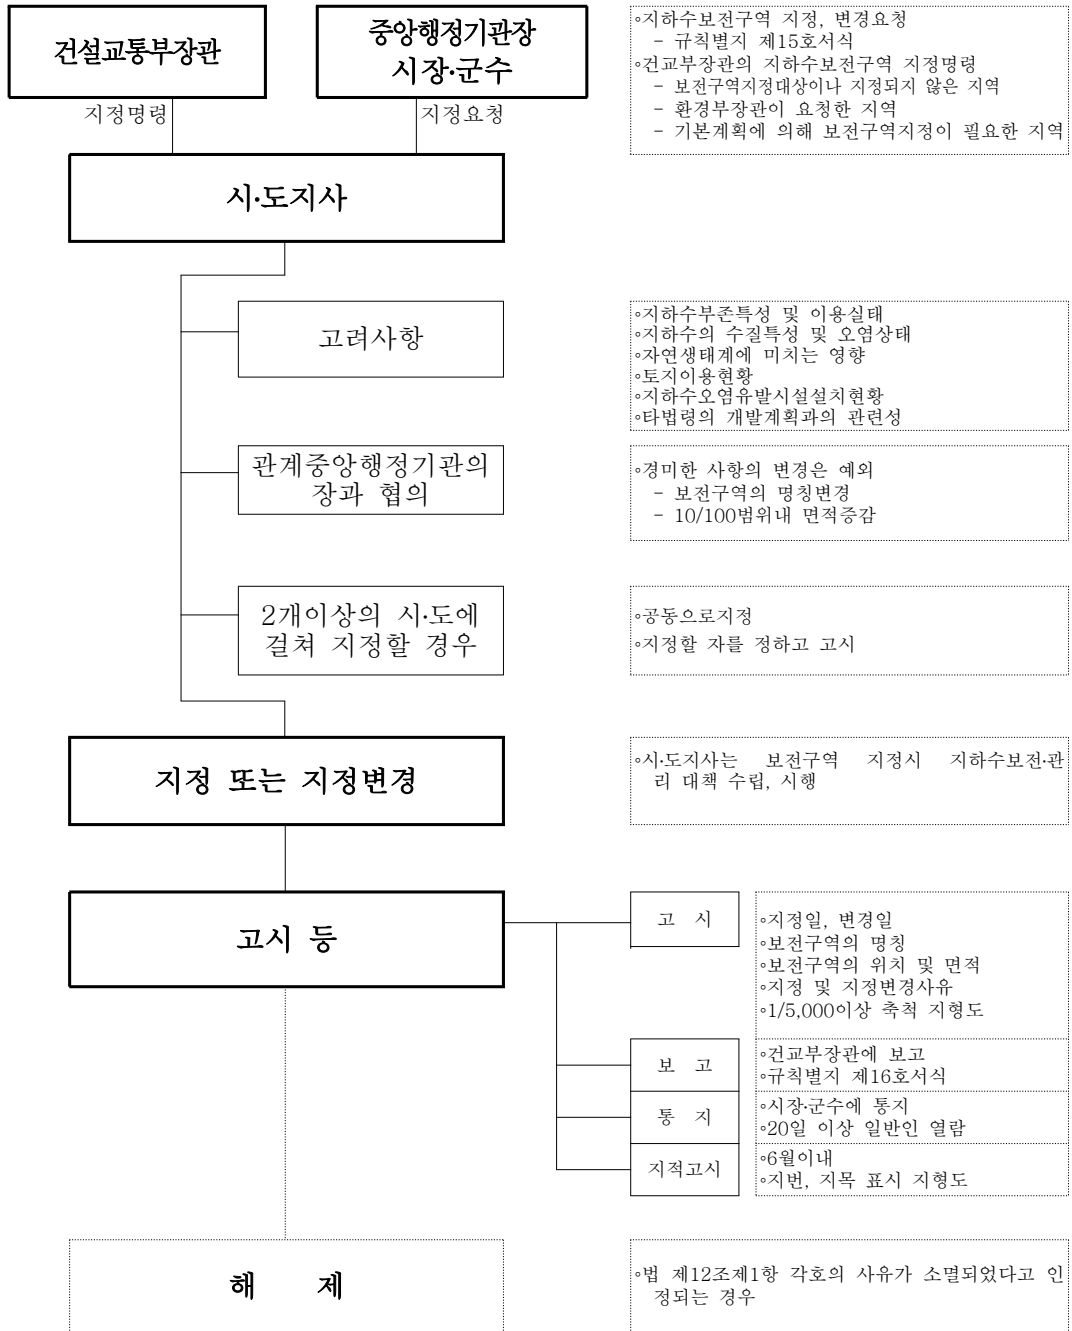 건설교통부장관
중앙행정기관장
시장·군수
◦지하수보전구역 지정, 변경요청
- 규칙별지 제15호서식
◦건교부장관의 지하수보전구역 지정명령
- 보전구역지정대상이나 지정되지 않은 지역
- 환경부장관이 요청한 지역
- 기본계획에 의해 보전구역지정이 필요한 지역
지정명령
지정요청
시·도지사
고려사항
◦지하수부존특성 및 이용실태
◦지하수의 수질특성 및 오염상태
◦자연생태계에 미치는 영향
◦토지이용현황
◦지하수오염유발시설설치현황
◦타법령의 개발계획과의 관련성
관계중앙행정기관의
장과 협의
◦경미한 사항의 변경은 예외
- 보전구역의 명칭변경
- 10/100범위내 면적증감
2개이상의 시·도에
걸쳐 지정할 경우
◦공동으로지정
◦지정할 자를 정하고 고시
지정 또는 지정변경
◦시·도지사는 보전구역 지정시 지하수보전·관
리 대책 수립, 시행
고시 등
고 시
◦지정일, 변경일
◦보전구역의 명칭
◦보전구역의 위치 및 면적
◦지정 및 지정변경사유
◦1/5,000이상 축척 지형도
보 고
◦건교부장관에 보고
◦규칙별지 제16호서식
통 지
◦시장·군수에 통지
◦20일 이상 일반인 열람
지적고시
◦6월이내
◦지번, 지목 표시 지형도
해 제
◦법 제12조제1항 각호의 사유가 소멸되었다고 인
정되는 경우